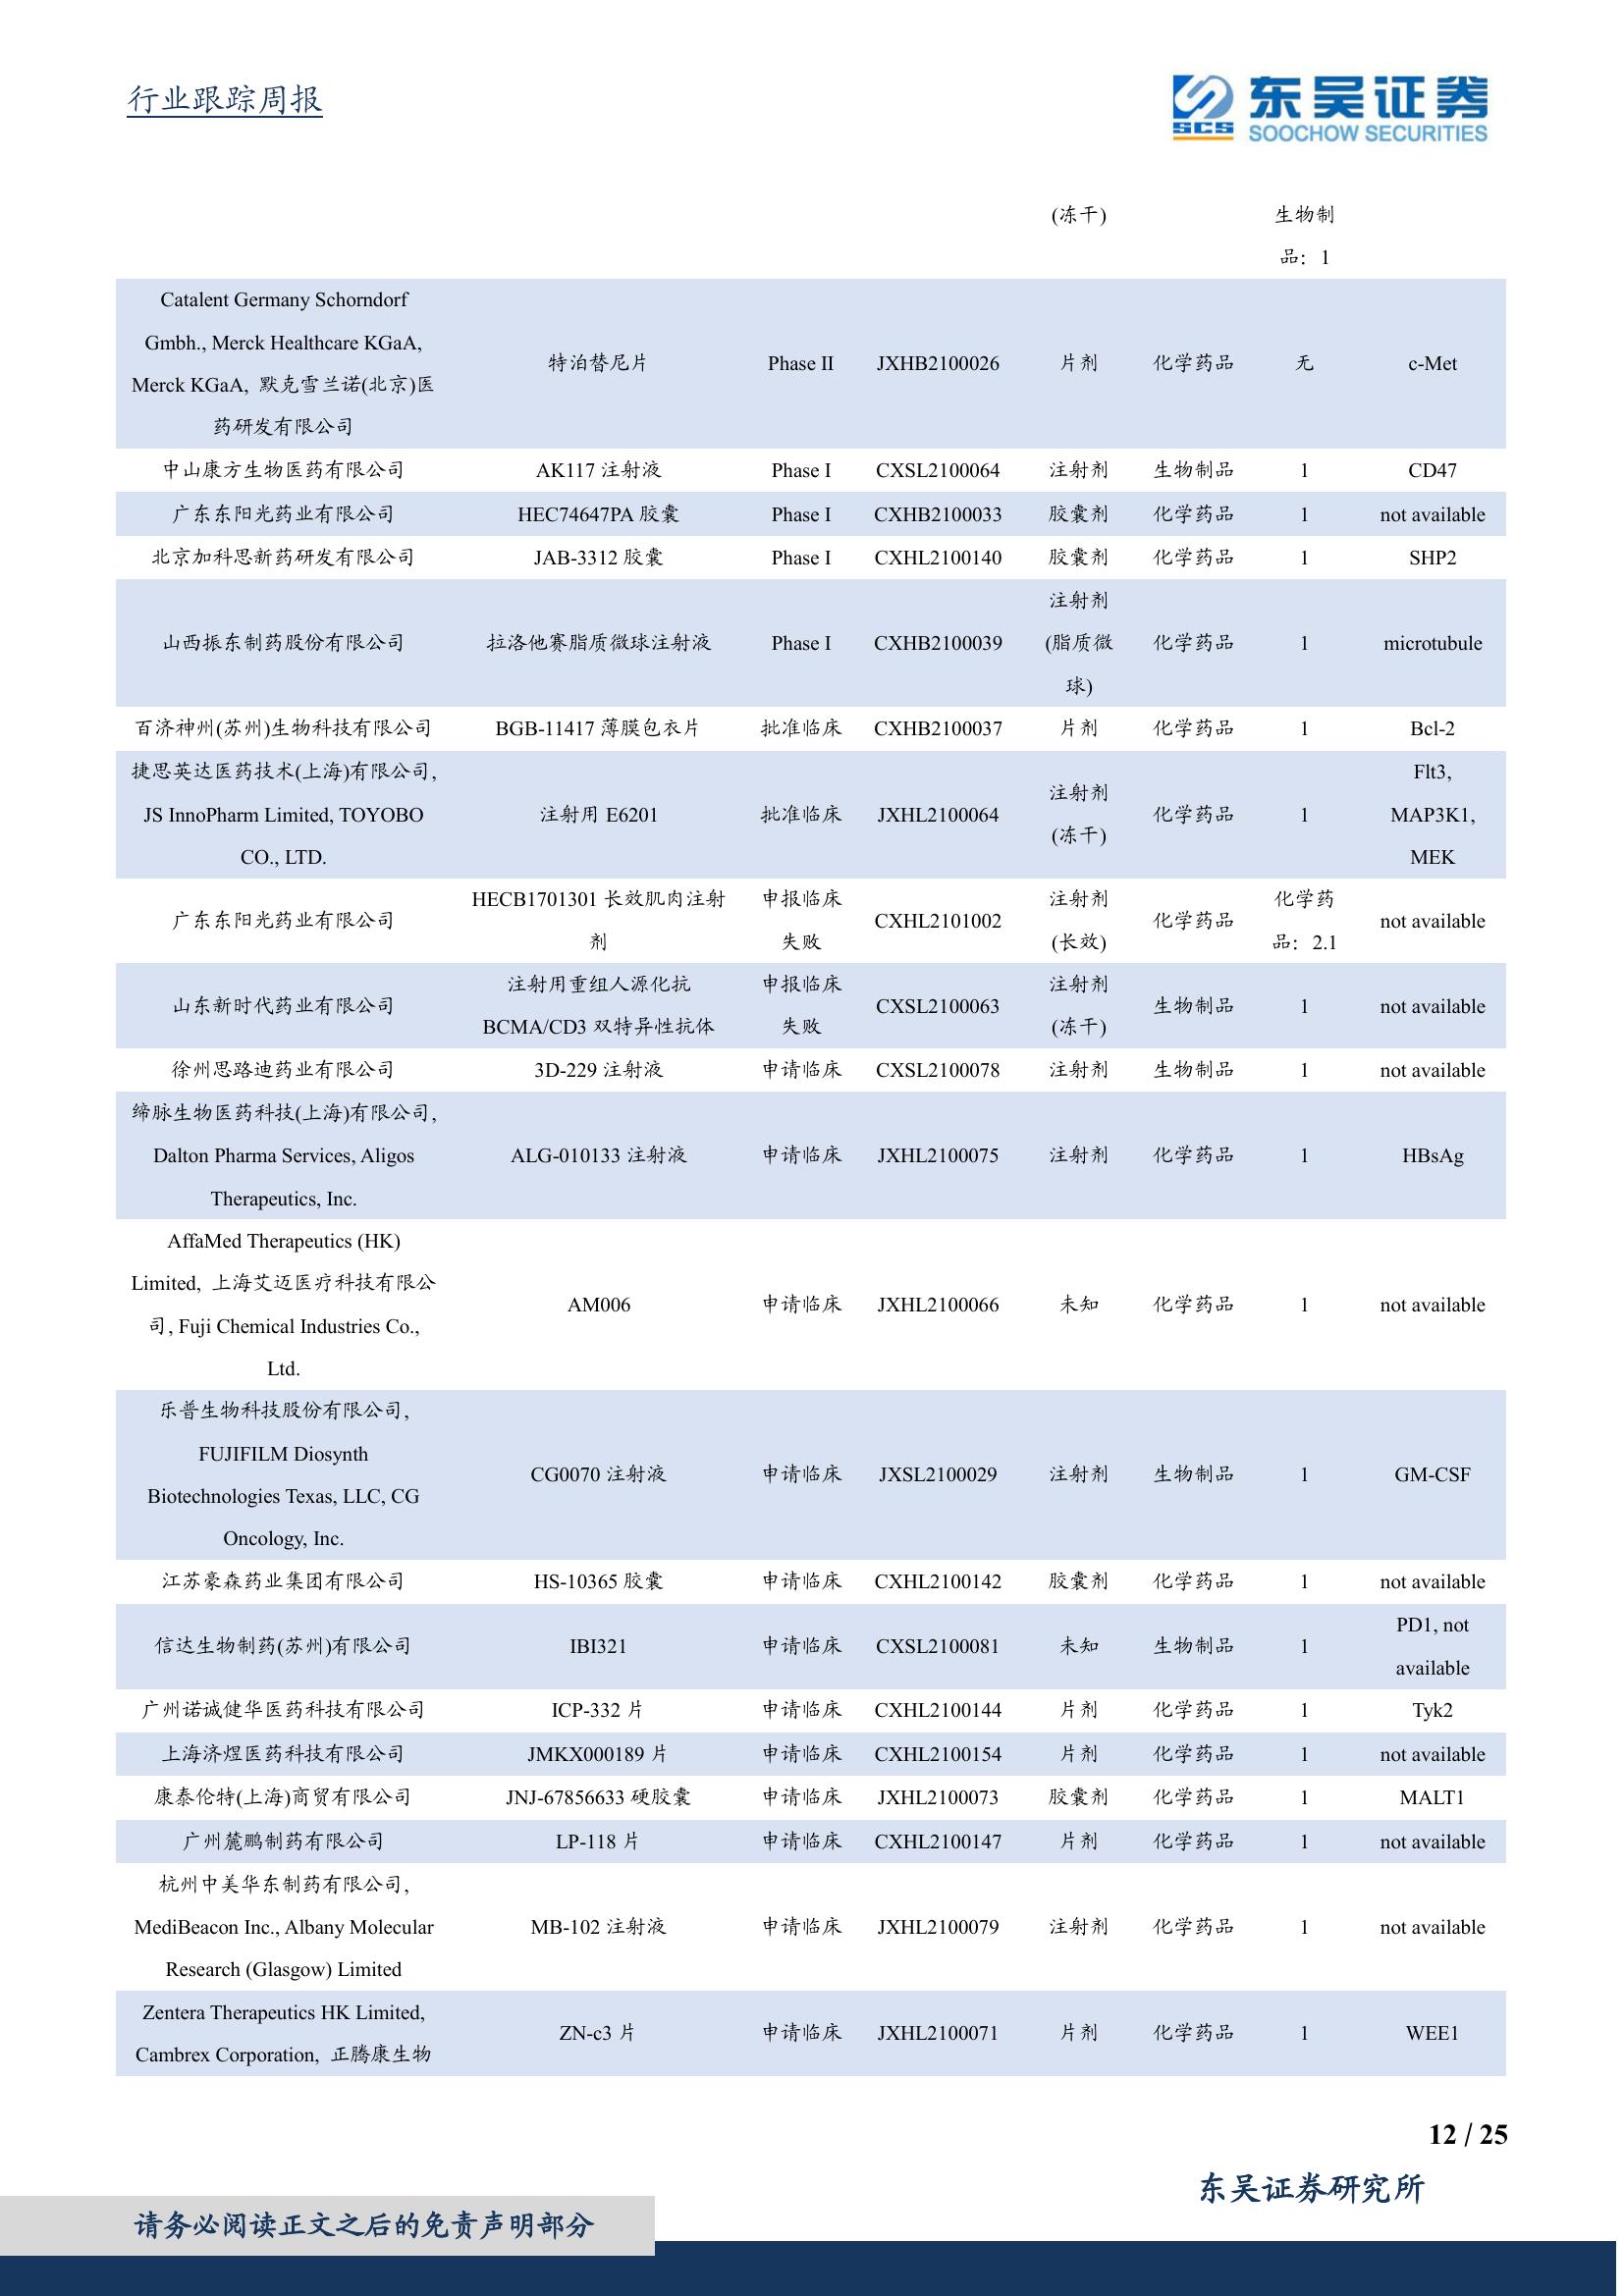 行业跟踪周报
东吴证券
SCS
SOOCHOW SECURITIES
(冻干) 生物制
品：1
Catalent Germany Schorndorf
Gmbh., Merck Healthcare KGaA,
Merck KGaA, 默克雪兰诺(北京)医
药研发有限公司
特泊替尼片 Phase II JXHB2100026 片剂 化学药品 无 c-Met
中山康方生物医药有限公司 AK117 注射液 Phase I CXSL2100064 注射剂 生物制品 1 CD47
广东东阳光药业有限公司 HEC74647PA 胶囊 Phase I CXHB2100033 胶囊剂 化学药品 1 not available
北京加科思新药研发有限公司 JAB-3312 胶囊 Phase I CXHL2100140 胶囊剂 化学药品 1 SHP2
山西振东制药股份有限公司 拉洛他赛脂质微球注射液 Phase I CXHB2100039
注射剂
(脂质微
球)
化学药品 1 microtubule
百济神州(苏州)生物科技有限公司 BGB-11417 薄膜包衣片 批准临床 CXHB2100037 片剂 化学药品 1 Bcl-2
捷思英达医药技术(上海)有限公司,
JS InnoPharm Limited, TOYOBO
CO., LTD.
注射用 E6201 批准临床 JXHL2100064
注射剂
(冻干)
化学药品 1
Flt3,
MAP3K1,
MEK
广东东阳光药业有限公司
HECB1701301 长效肌肉注射
剂
申报临床
失败
CXHL2101002
注射剂
(长效)
化学药品
化学药
品：2.1
not available
山东新时代药业有限公司
注射用重组人源化抗
BCMA/CD3 双特异性抗体
申报临床
失败
CXSL2100063
注射剂
(冻干)
生物制品 1 not available
徐州思路迪药业有限公司 3D-229 注射液 申请临床 CXSL2100078 注射剂 生物制品 1 not available
缔脉生物医药科技(上海)有限公司,
Dalton Pharma Services, Aligos
Therapeutics, Inc.
ALG-010133 注射液 申请临床 JXHL2100075 注射剂 化学药品 1 HBsAg
AffaMed Therapeutics (HK)
Limited, 上海艾迈医疗科技有限公
司, Fuji Chemical Industries Co.,
Ltd.
AM006 申请临床 JXHL2100066 未知 化学药品 1 not available
乐普生物科技股份有限公司,
FUJIFILM Diosynth
Biotechnologies Texas, LLC, CG
Oncology, Inc.
CG0070 注射液 申请临床 JXSL2100029 注射剂 生物制品 1 GM-CSF
江苏豪森药业集团有限公司 HS-10365 胶囊 申请临床 CXHL2100142 胶囊剂 化学药品 1 not available
信达生物制药(苏州)有限公司 IBI321 申请临床 CXSL2100081 未知 生物制品 1
PD1, not
available
广州诺诚健华医药科技有限公司 ICP-332 片 申请临床 CXHL2100144 片剂 化学药品 1 Tyk2
上海济煜医药科技有限公司 JMKX000189 片 申请临床 CXHL2100154 片剂 化学药品 1 not available
康泰伦特(上海)商贸有限公司 JNJ-67856633 硬胶囊 申请临床 JXHL2100073 胶囊剂 化学药品 1 MALT1
广州麓鹏制药有限公司 LP-118 片 申请临床 CXHL2100147 片剂 化学药品 1 not available
杭州中美华东制药有限公司,
MediBeacon Inc., Albany Molecular
Research (Glasgow) Limited
MB-102 注射液 申请临床 JXHL2100079 注射剂 化学药品 1 not available
Zentera Therapeutics HK Limited,
Cambrex Corporation, 正腾康生物
ZN-c3 片 申请临床 JXHL2100071 片剂 化学药品 1 WEE1
12 / 25
东吴证券研究所
请务必阅读正文之后的免责声明部分